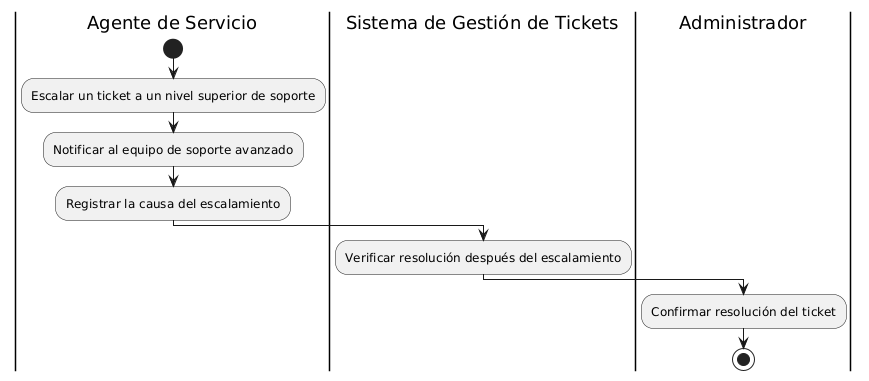 Agente de Servicio
Sistema de Gestión de Tickets
Administrador
Escalar un ticket a un nivel superior de soporte
Notificar al equipo de soporte avanzado
Registrar la causa del escalamiento
Verificar resolución después del escalamiento
Confirmar resolución del ticket